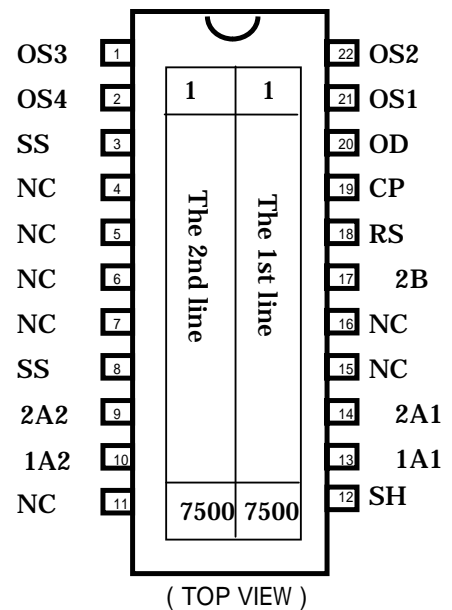 OS3 1 22 OS2
OS4 2 1 1 21 OS1
SS 3 20 OD
NC 4 19 CP
NC 5 18 RS
NC 6 17 2B
NC 7 16 NC
The 2nd line
The 1st line
SS 8 15 NC
2A2 9 14 2A1
1A2 10 13 1A1
NC 11 7500 7500 12 SH
( TOP VIEW )